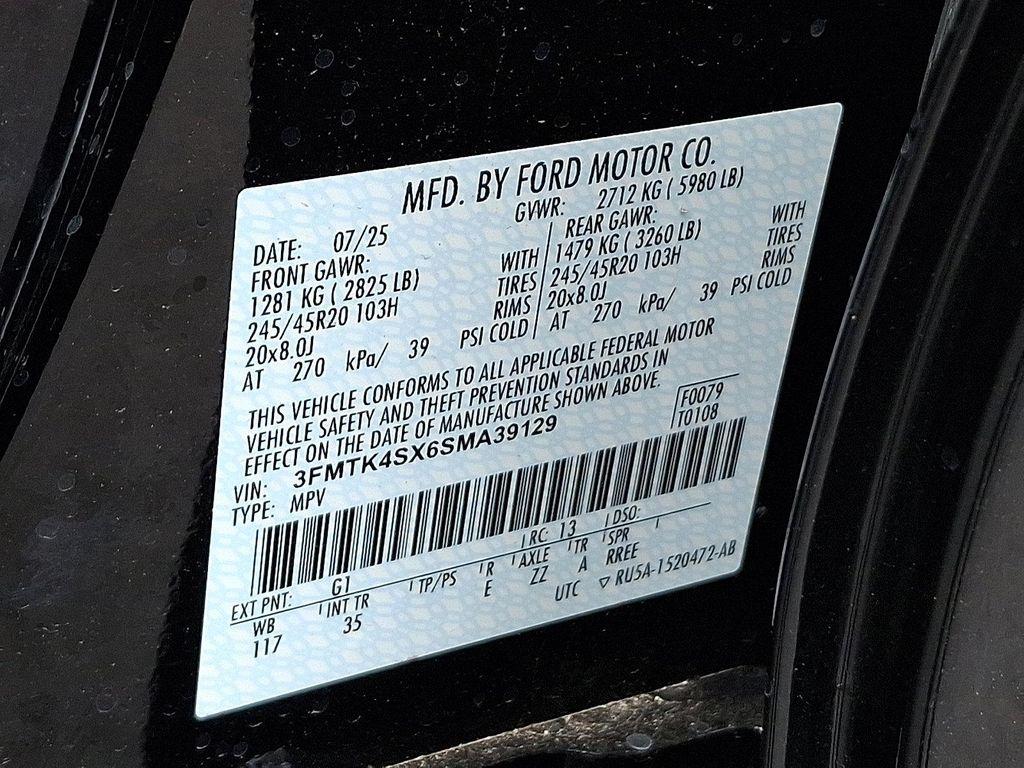 MFD. BY FORD MOTOR CO.
DATE: 07/25 GVWR: 2712 KG ( 5980 LB)
FRONT GAWR: REAR GAWR:
1281 KG ( 2825 LB) WITH 1479 KG ( 3260 LB) WITH
245/45R20 103H TIRES 245/45R20 103H TIRES
20x8.0J RIMS 20x8.0J RIMS
AT 270 kPa/ 39 PSI COLD AT 270 kPa/ 39 PSI COLD
THIS VEHICLE CONFORMS TO ALL APPLICABLE FEDERAL MOTOR
VEHICLE SAFETY AND THEFT PREVENTION STANDARDS IN
EFFECT ON THE DATE OF MANUFACTURE SHOWN ABOVE.
VIN: 3FMTK4SX6SMA39129 F0079
TYPE: MPV T0108
EXT PNT: G1 RC: 13 DSO:
WB INT TR TP/PS R AXLE TR SPR
117 35 E ZZ A RREE
UTC ▽ RU5A-1520472-AB